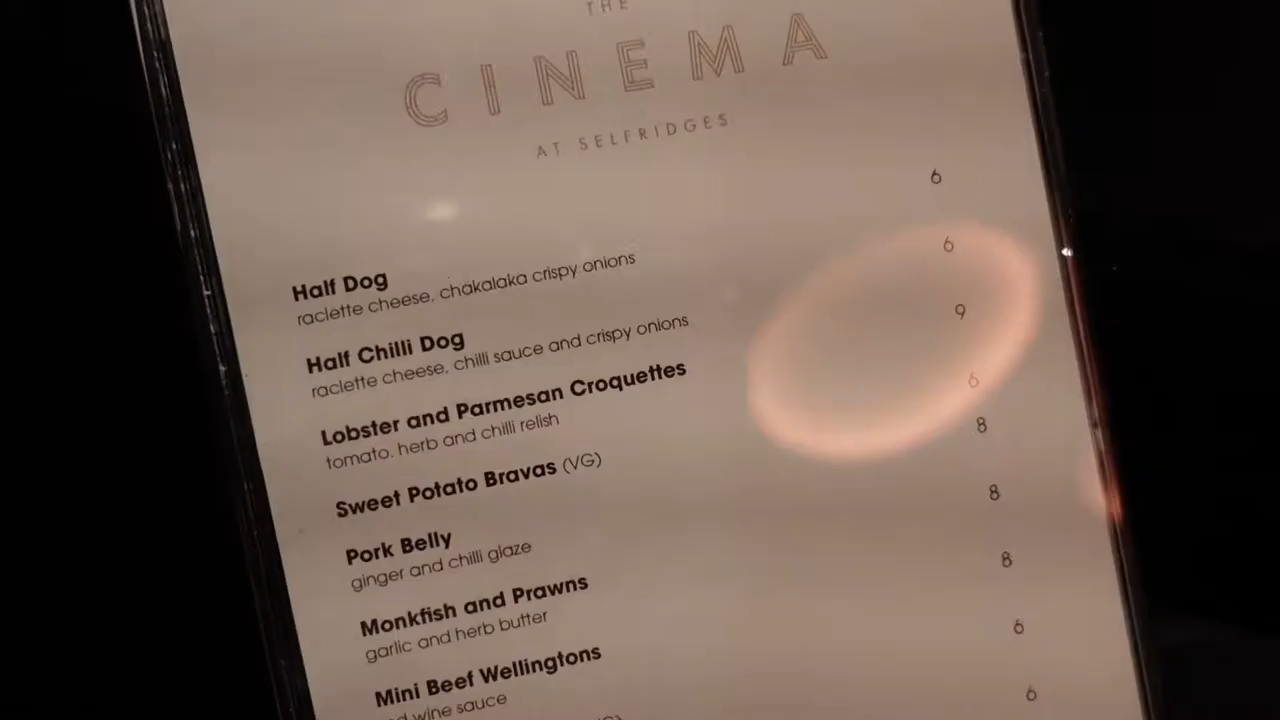 THE
CINEMA
AT SELFRIDGES
Half Dog 6
raclette cheese, chakalaka crispy onions
Half Chilli Dog 6
raclette cheese, chilli sauce and crispy onions
Lobster and Parmesan Croquettes 9
tomato, herb and chilli relish
Sweet Potato Bravas (VG) 6
Pork Belly 8
ginger and chilli glaze
Monkfish and Prawns 8
garlic and herb butter
Mini Beef Wellingtons 8
wine sauce
6
6